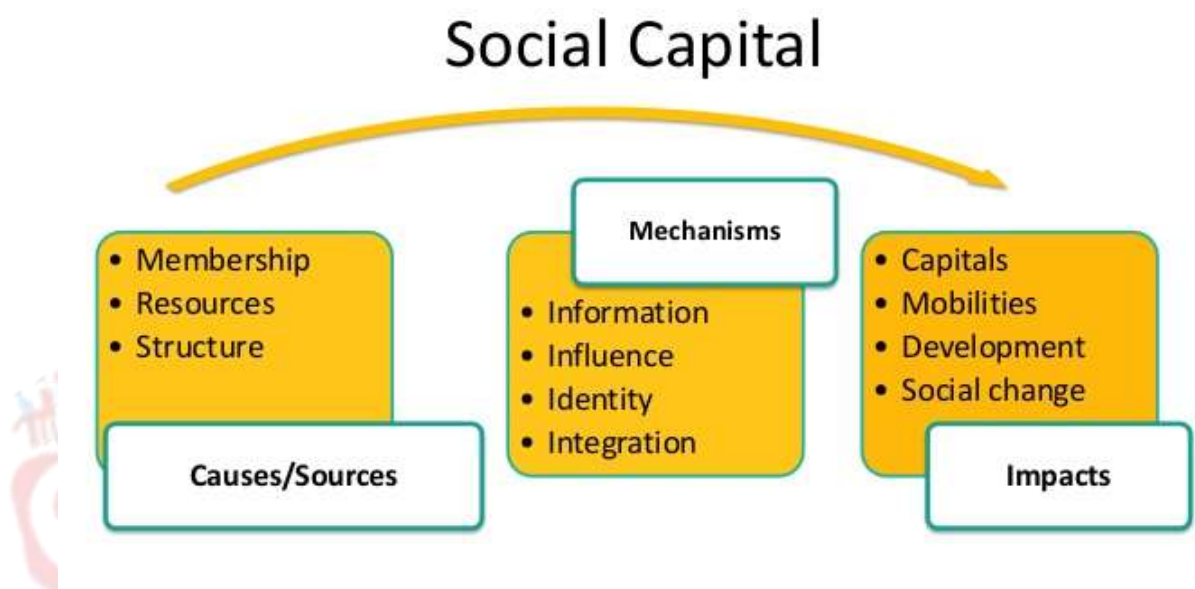 Social Capital
• Membership
• Resources
• Structure
Causes/Sources
Mechanisms
• Information
• Influence
• Identity
• Integration
• Capitals
• Mobilities
• Development
• Social change
Impacts